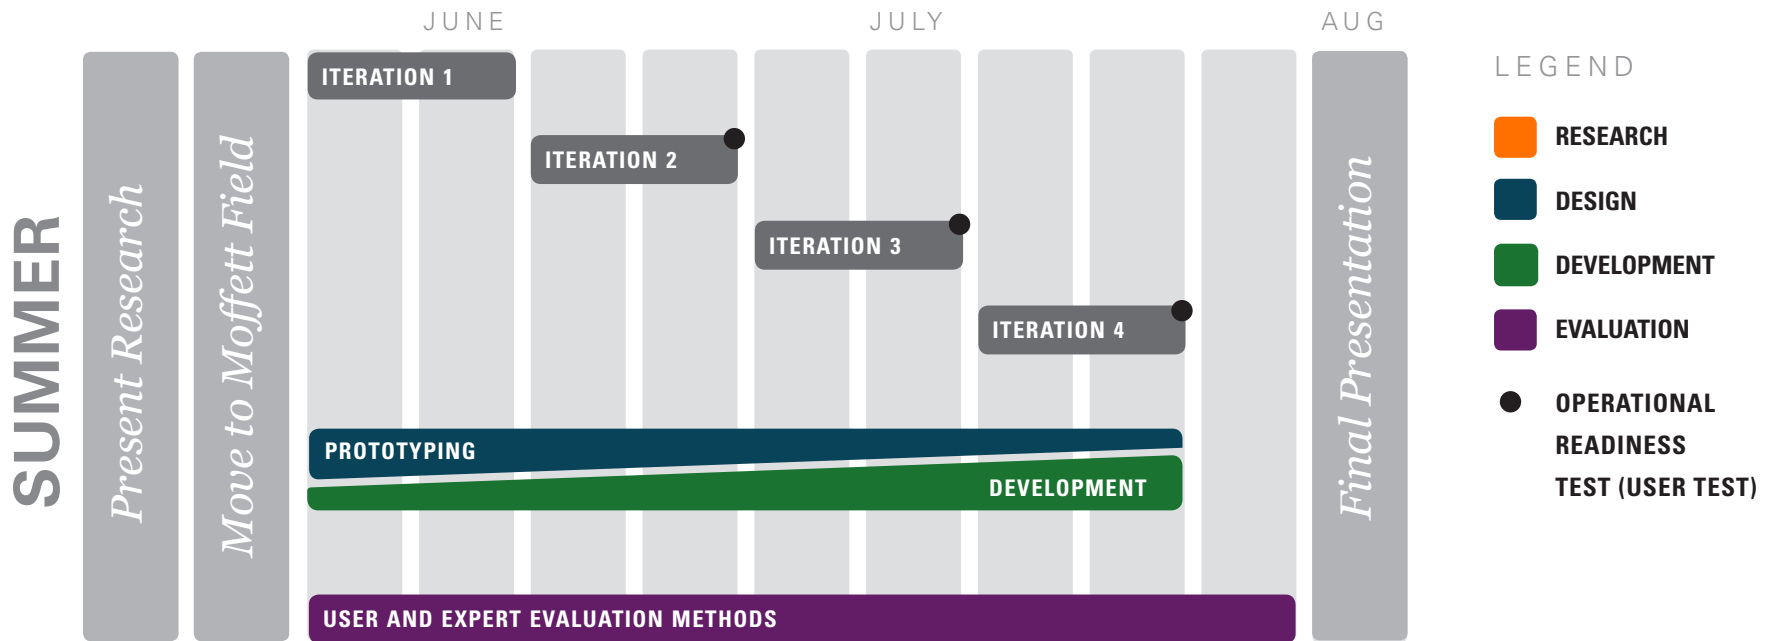 JUNE
JULY
AUG
SUMMER
Present Research
Move to Moffett Field
ITERATION 1
ITERATION 2
ITERATION 3
ITERATION 4
PROTOTYPING
DEVELOPMENT
USER AND EXPERT EVALUATION METHODS
Final Presentation
LEGEND
RESEARCH
DESIGN
DEVELOPMENT
EVALUATION
OPERATIONAL
READINESS
TEST (USER TEST)